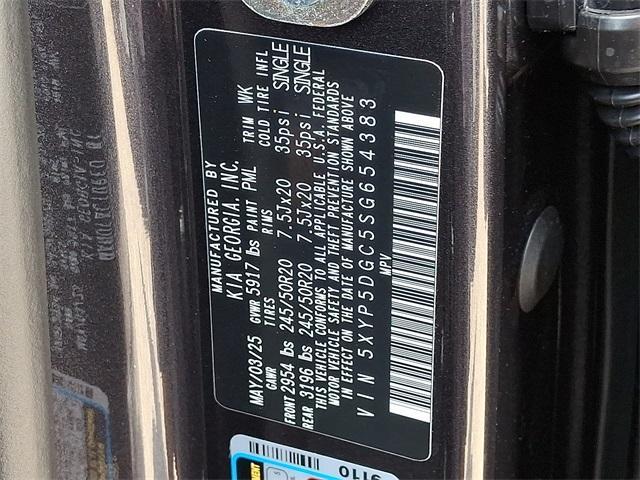 MANUFACTURED BY
KIA GEORGIA, INC.
MAY/09/25 GVWR 5917 lbs PAINT PML TRIM WK
GAWR TIRES RIMS COLD TIRE INFL
FRONT 2954 lbs 245/50R20 7.5Jx20 35psi SINGLE
REAR 3196 lbs 245/50R20 7.5Jx20 35psi SINGLE
THIS VEHICLE CONFORMS TO ALL APPLICABLE U.S.A. FEDERAL
MOTOR VEHICLE SAFETY AND THEFT PREVENTION STANDARDS
IN EFFECT ON THE DATE OF MANUFACTURE SHOWN ABOVE
VIN 5XYP5DGC5SG654383
MPV
9110